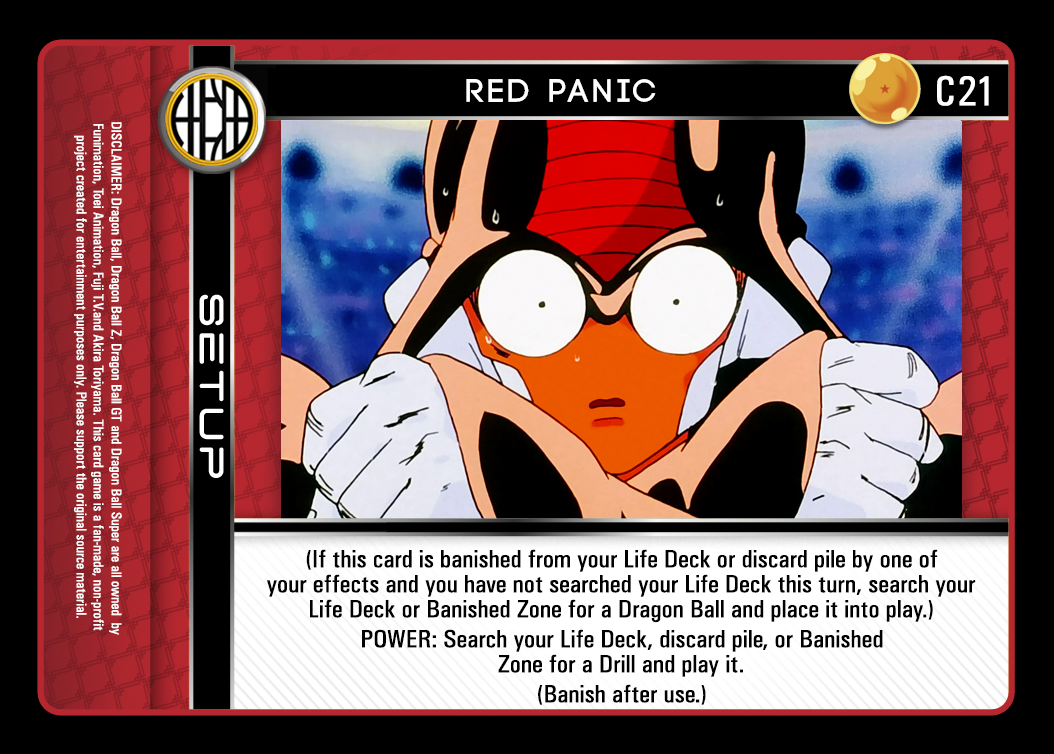 RED PANIC
C21
SETUP
(If this card is banished from your Life Deck or discard pile by one of
your effects and you have not searched your Life Deck this turn, search your
Life Deck or Banished Zone for a Dragon Ball and place it into play.)
POWER: Search your Life Deck, discard pile, or Banished
Zone for a Drill and play it.
(Banish after use.)
DISCLAIMER: Dragon Ball, Dragon Ball Z, Dragon Ball GT and Dragon Ball Super are all owned by
Funimation, Toei Animation, Fuji T.V.and Akira Toriyama. This card game is a fan-made, non-profit
project created for entertainment purposes only. Please support the original source material.